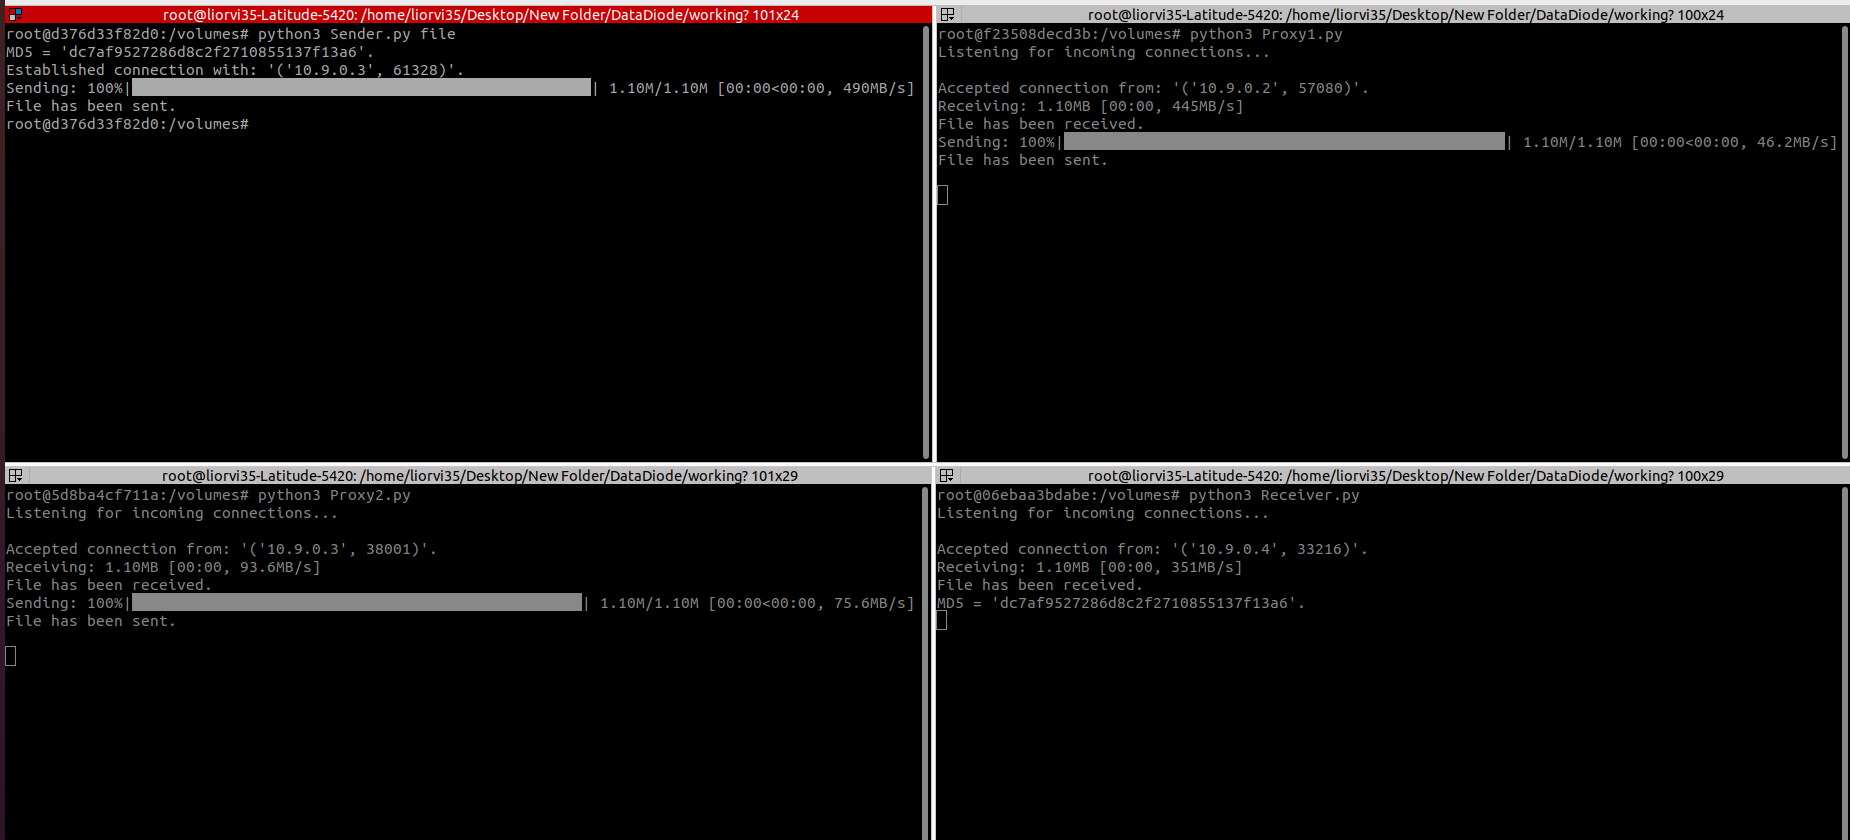 root@liorvi35-Latitude-5420: /home/liorvi35/Desktop/New Folder/DataDiode/working? 101x24
root@d376d33f82d0:/volumes# python3 Sender.py file
MD5 = 'dc7af9527286d8c2f2710855137f13a6'.
Established connection with: '('10.9.0.3', 61328)'.
Sending: 100%| | 1.10M/1.10M [00:00<00:00, 490MB/s]
File has been sent.
root@d376d33f82d0:/volumes#
root@liorvi35-Latitude-5420: /home/liorvi35/Desktop/New Folder/DataDiode/working? 100x24
root@f23508decd3b:/volumes# python3 Proxy1.py
Listening for incoming connections...
Accepted connection from: '('10.9.0.2', 57080)'.
Receiving: 1.10MB [00:00, 445MB/s]
File has been received.
Sending: 100%| | 1.10M/1.10M [00:00<00:00, 46.2MB/s]
File has been sent.
root@liorvi35-Latitude-5420: /home/liorvi35/Desktop/New Folder/DataDiode/working? 101x29
root@5d8ba4cf711a:/volumes# python3 Proxy2.py
Listening for incoming connections...
Accepted connection from: '('10.9.0.3', 38001)'.
Receiving: 1.10MB [00:00, 93.6MB/s]
File has been received.
Sending: 100%| | 1.10M/1.10M [00:00<00:00, 75.6MB/s]
File has been sent.
root@liorvi35-Latitude-5420: /home/liorvi35/Desktop/New Folder/DataDiode/working? 100x29
root@06ebaa3bdabe:/volumes# python3 Receiver.py
Listening for incoming connections...
Accepted connection from: '('10.9.0.4', 33216)'.
Receiving: 1.10MB [00:00, 351MB/s]
File has been received.
MD5 = 'dc7af9527286d8c2f2710855137f13a6'.